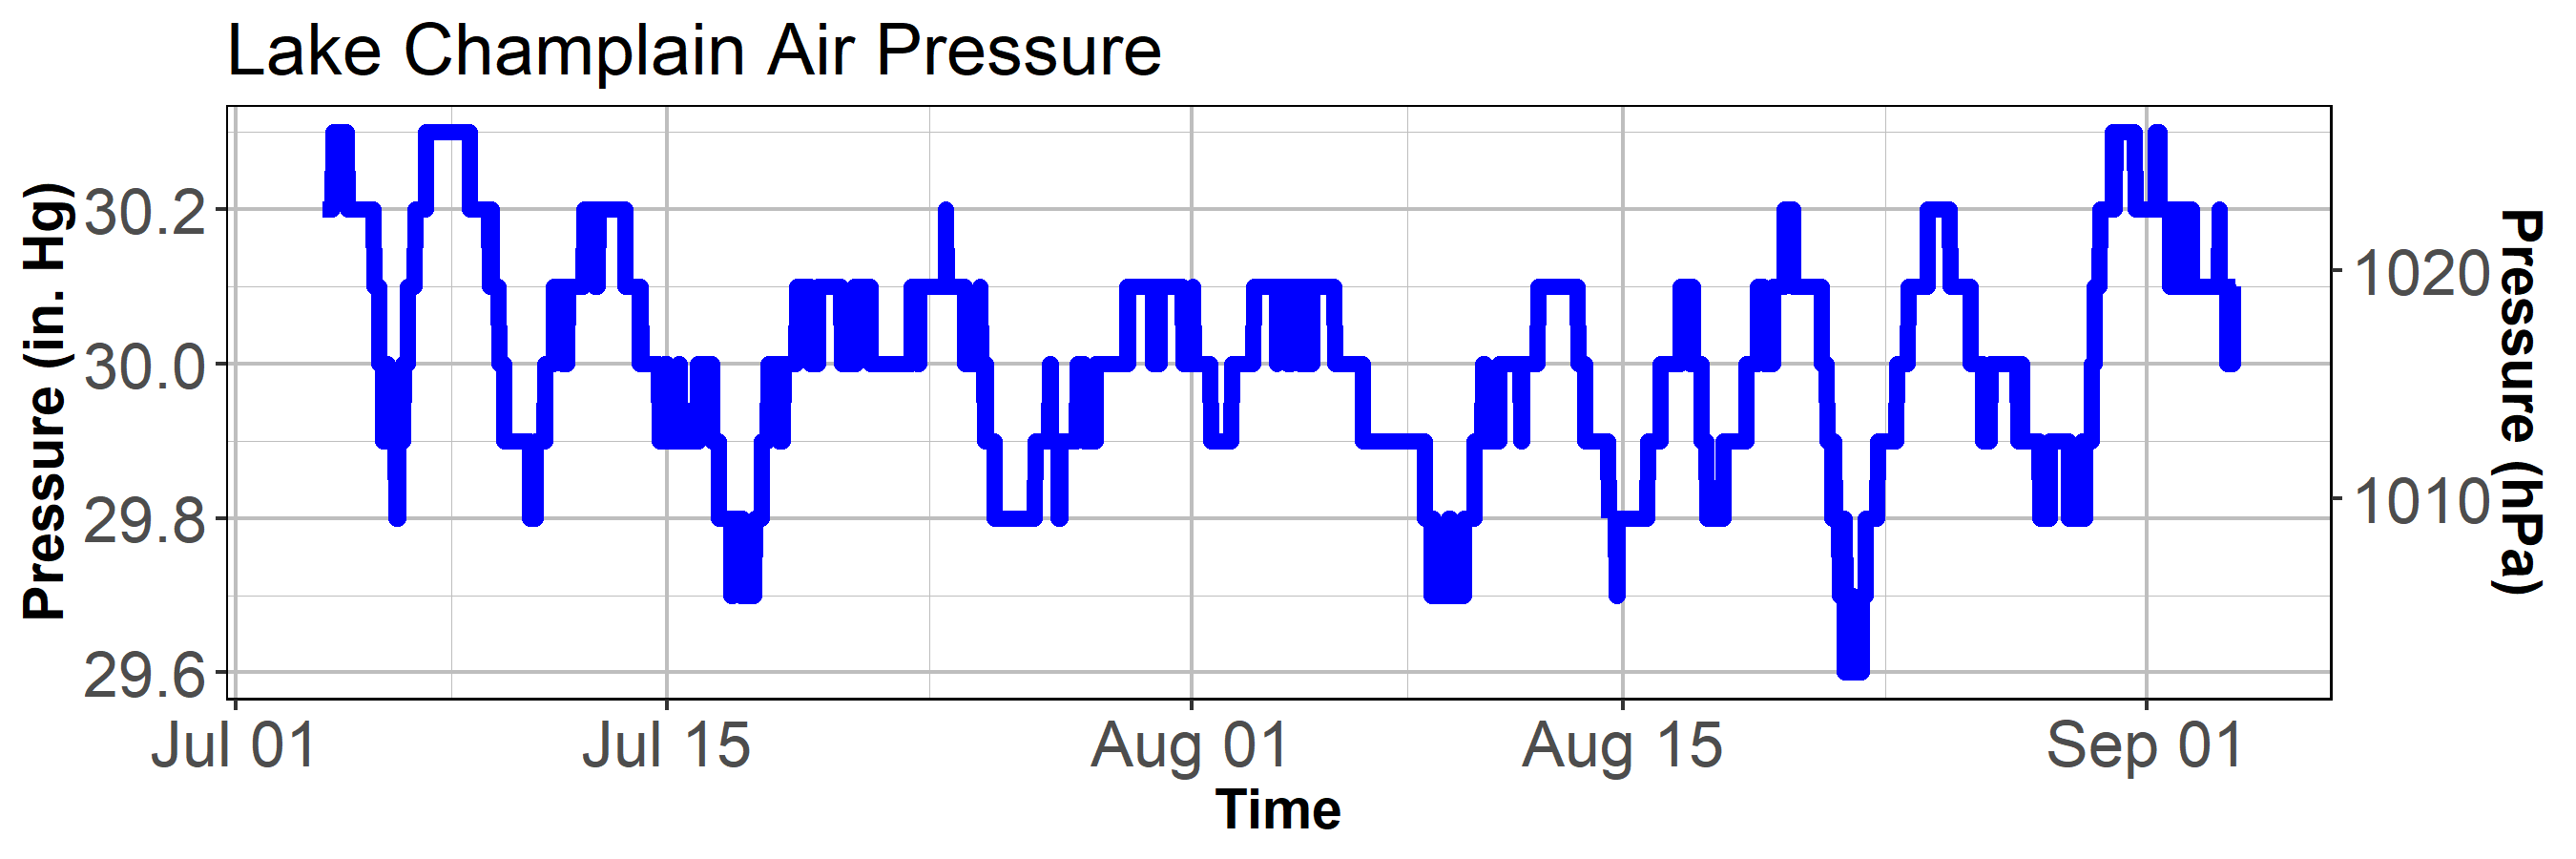 Lake Champlain Air Pressure
Pressure (in. Hg)
30.2
30.0
29.8
29.6
1020
1010
Pressure (hPa)
Jul 01
Jul 15
Aug 01
Aug 15
Sep 01
Time